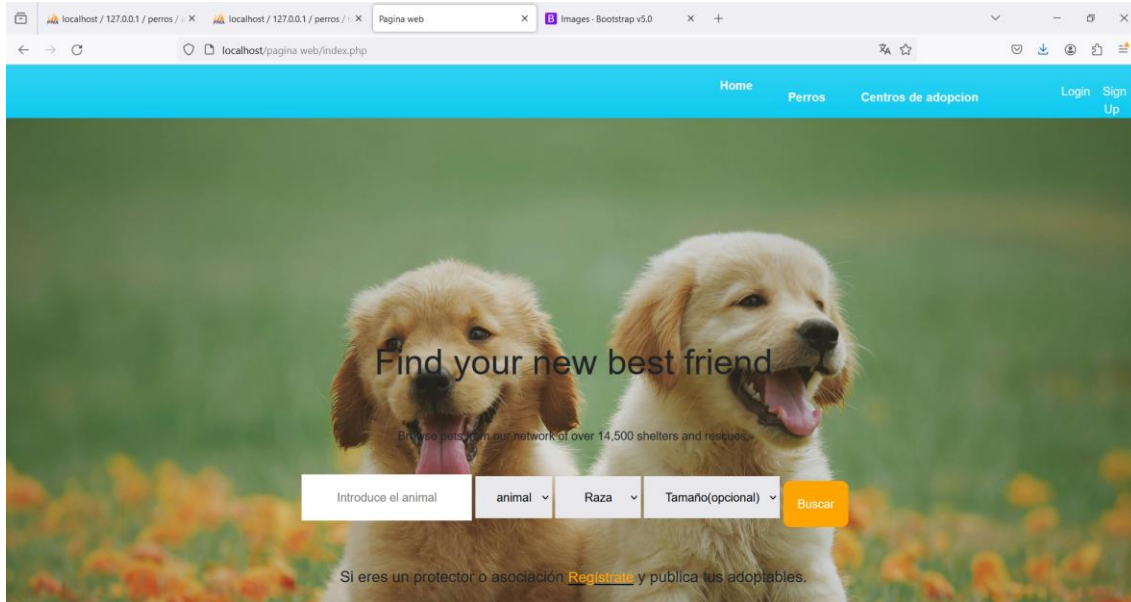 localhost / 127.0.0.1 / perros /
localhost / 127.0.0.1 / perros /
Pagina web
Images · Bootstrap v5.0
localhost/pagina web/index.php
Home
Perros
Centros de adopcion
Login
Sign Up
Find your new best friend
Browse pets from our network of over 14,500 shelters and rescues.
Introduce el animal
animal
Raza
Tamaño(opcional)
Buscar
Si eres un protector o asociación Regístrate y publica tus adoptables.